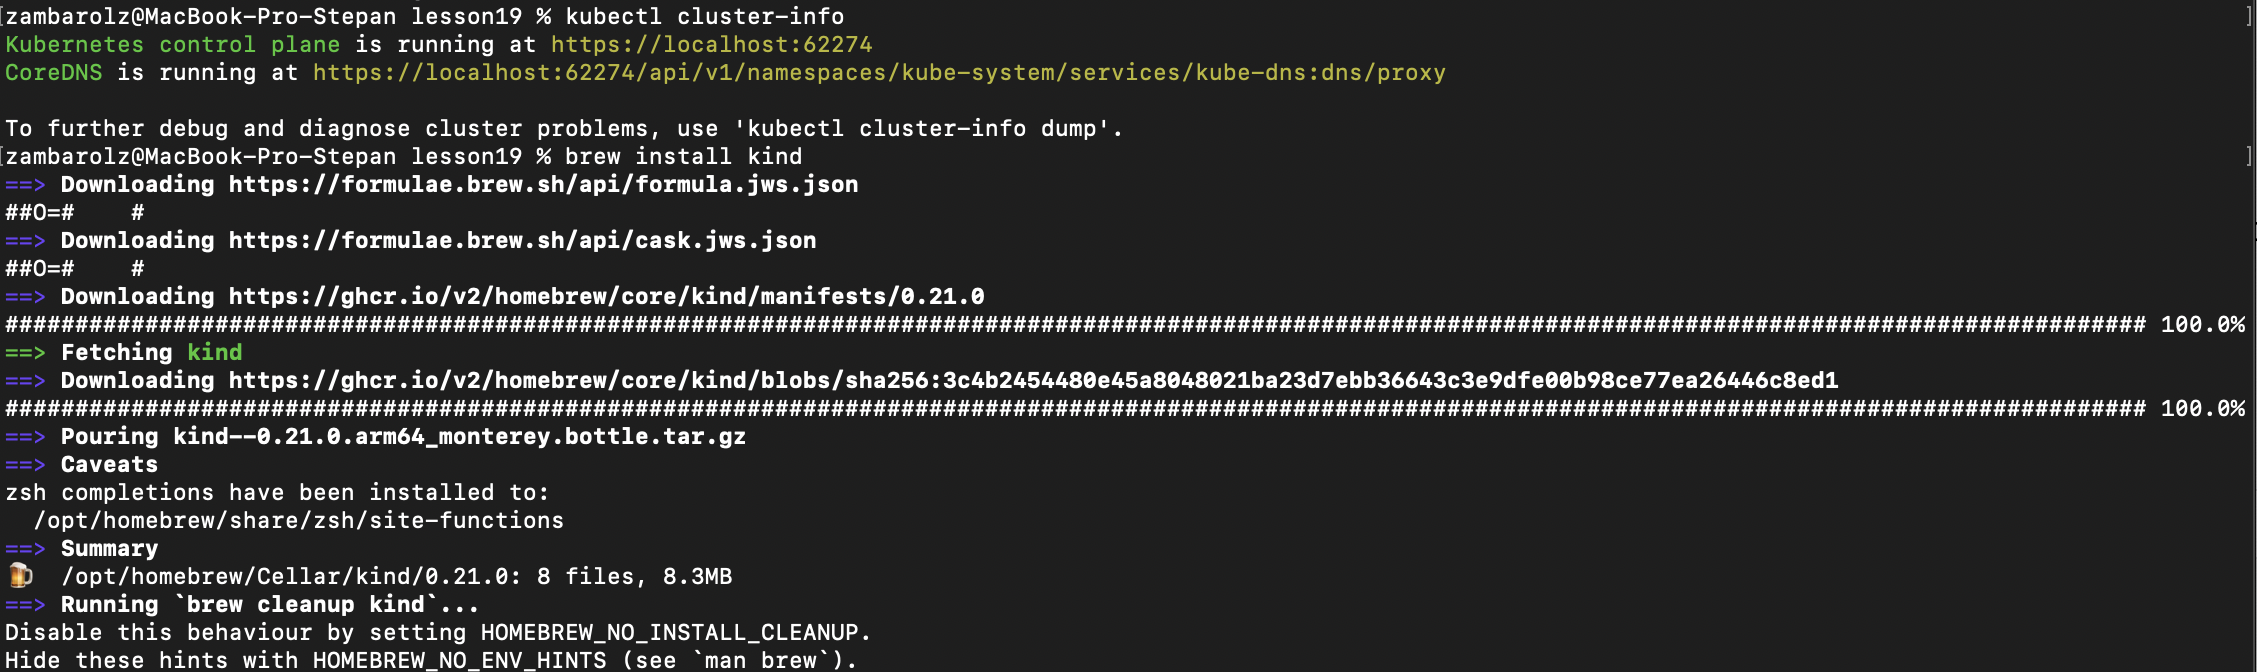 [zambarolz@MacBook-Pro-Stepan lesson19 % kubectl cluster-info ]
Kubernetes control plane is running at https://localhost:62274
CoreDNS is running at https://localhost:62274/api/v1/namespaces/kube-system/services/kube-dns:dns/proxy
To further debug and diagnose cluster problems, use 'kubectl cluster-info dump'.
[zambarolz@MacBook-Pro-Stepan lesson19 % brew install kind ]
==> Downloading https://formulae.brew.sh/api/formula.jws.json
##O=#    #
==> Downloading https://formulae.brew.sh/api/cask.jws.json
##O=#    #
==> Downloading https://ghcr.io/v2/homebrew/core/kind/manifests/0.21.0
######################################################################################################################################################### 100.0%
==> Fetching kind
==> Downloading https://ghcr.io/v2/homebrew/core/kind/blobs/sha256:3c4b2454480e45a8048021ba23d7ebb36643c3e9dfe00b98ce77ea26446c8ed1
######################################################################################################################################################### 100.0%
==> Pouring kind--0.21.0.arm64_monterey.bottle.tar.gz
==> Caveats
zsh completions have been installed to:
  /opt/homebrew/share/zsh/site-functions
==> Summary
🍺  /opt/homebrew/Cellar/kind/0.21.0: 8 files, 8.3MB
==> Running `brew cleanup kind`...
Disable this behaviour by setting HOMEBREW_NO_INSTALL_CLEANUP.
Hide these hints with HOMEBREW_NO_ENV_HINTS (see `man brew`).